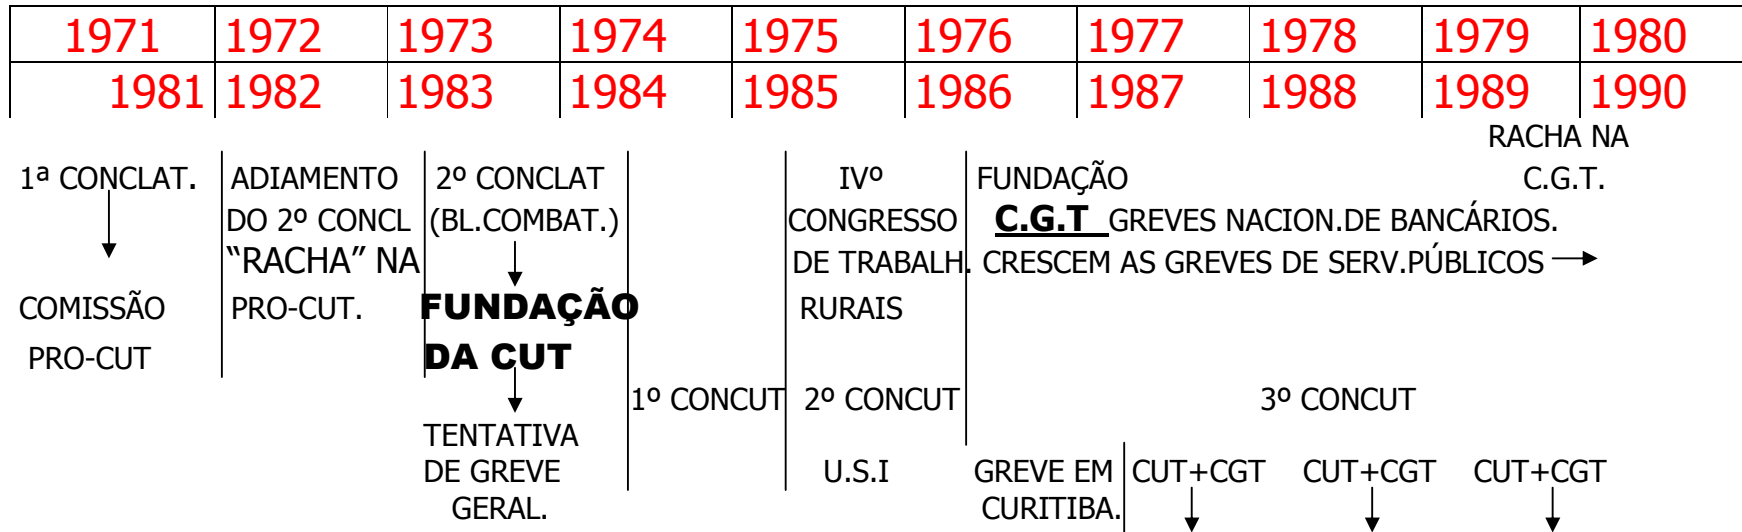 1971 1972 1973 1974 1975 1976 1977 1978 1979 1980
1981 1982 1983 1984 1985 1986 1987 1988 1989 1990
RACHA NA
1ª CONCLAT. ADIAMENTO 2º CONCLAT IVº FUNDAÇÃO C.G.T.
DO 2º CONCL (BL.COMBAT.) CONGRESSO C.G.T GREVES NACION.DE BANCÁRIOS.
“RACHA” NA DE TRABALH. CRESCEM AS GREVES DE SERV.PÚBLICOS
COMISSÃO PRO-CUT. FUNDAÇÃO RURAIS
PRO-CUT DA CUT
1º CONCUT 2º CONCUT 3º CONCUT
TENTATIVA
DE GREVE U.S.I GREVE EM CUT+CGT CUT+CGT CUT+CGT
GERAL. CURITIBA.